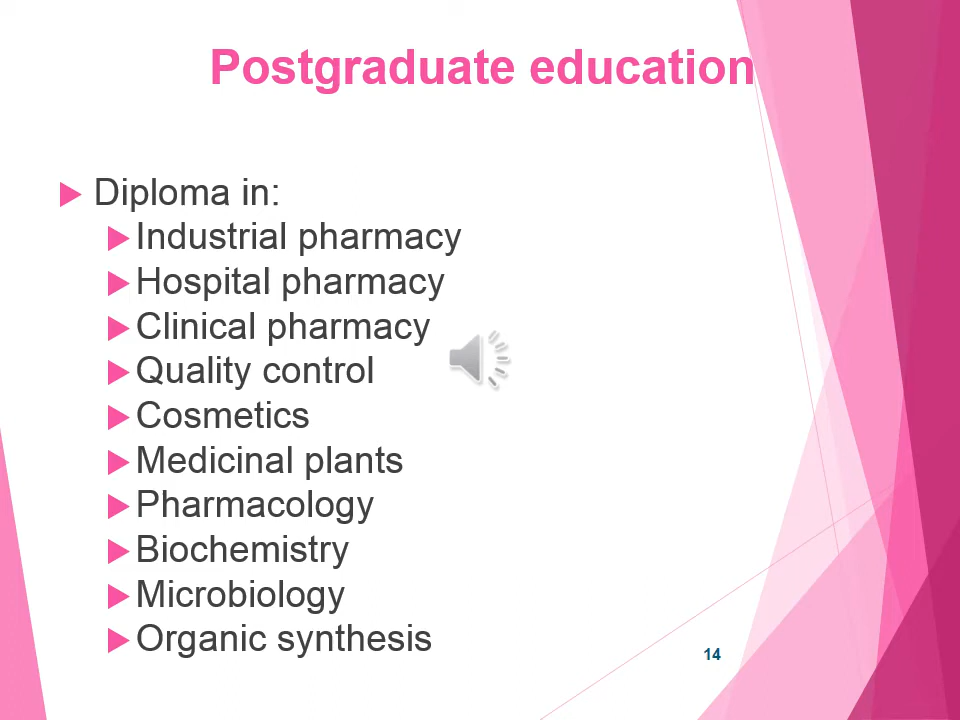 Postgraduate education
Diploma in:
Industrial pharmacy
Hospital pharmacy
Clinical pharmacy
Quality control
Cosmetics
Medicinal plants
Pharmacology
Biochemistry
Microbiology
Organic synthesis
14